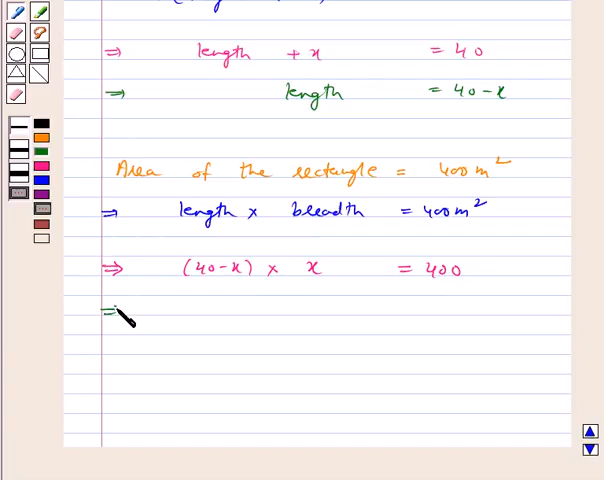 ⇒ length + x = 40
⇒ length = 40 - x
Area of the rectangle = 400 m²
⇒ length × breadth = 400 m²
⇒ (40 - x) × x = 400
=